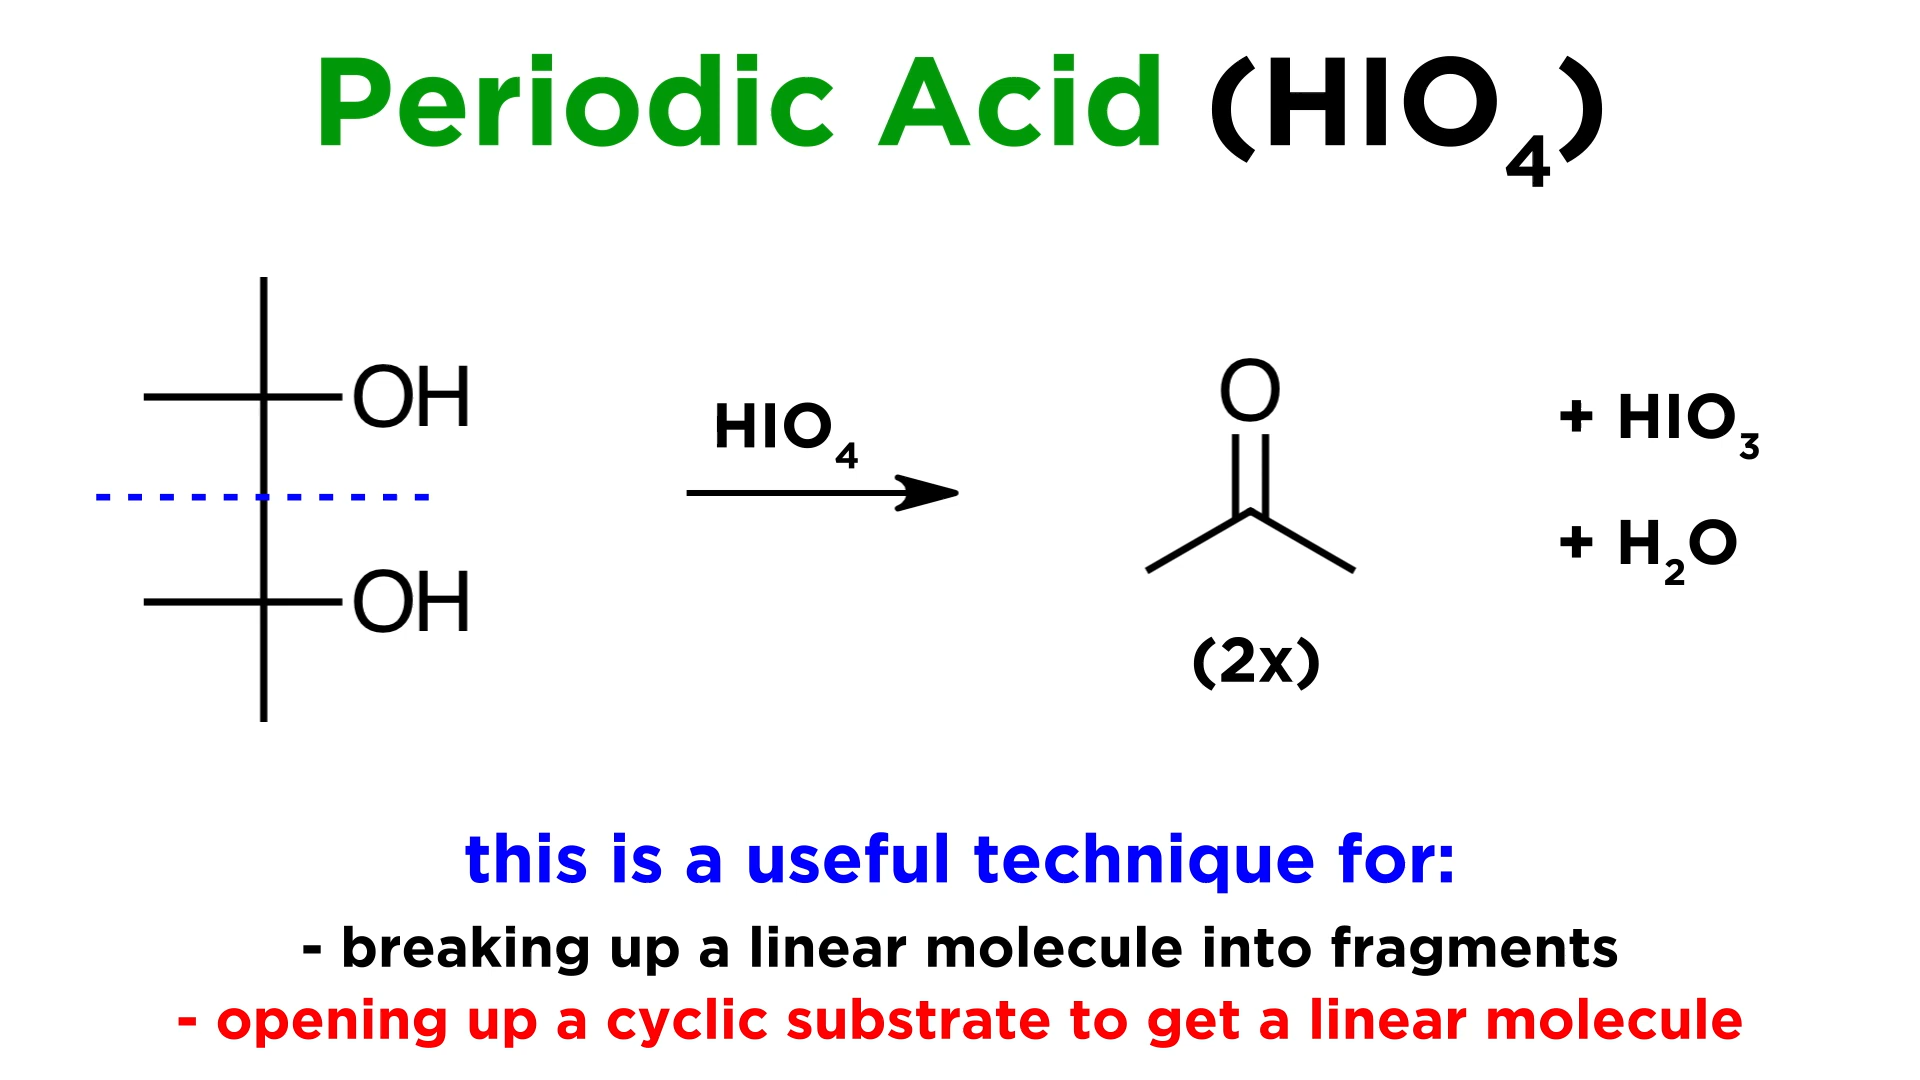 Periodic Acid (HIO₄)
OH
HIO₄
O
+ HIO₃
+ H₂O
OH
(2x)
this is a useful technique for:
- breaking up a linear molecule into fragments
- opening up a cyclic substrate to get a linear molecule